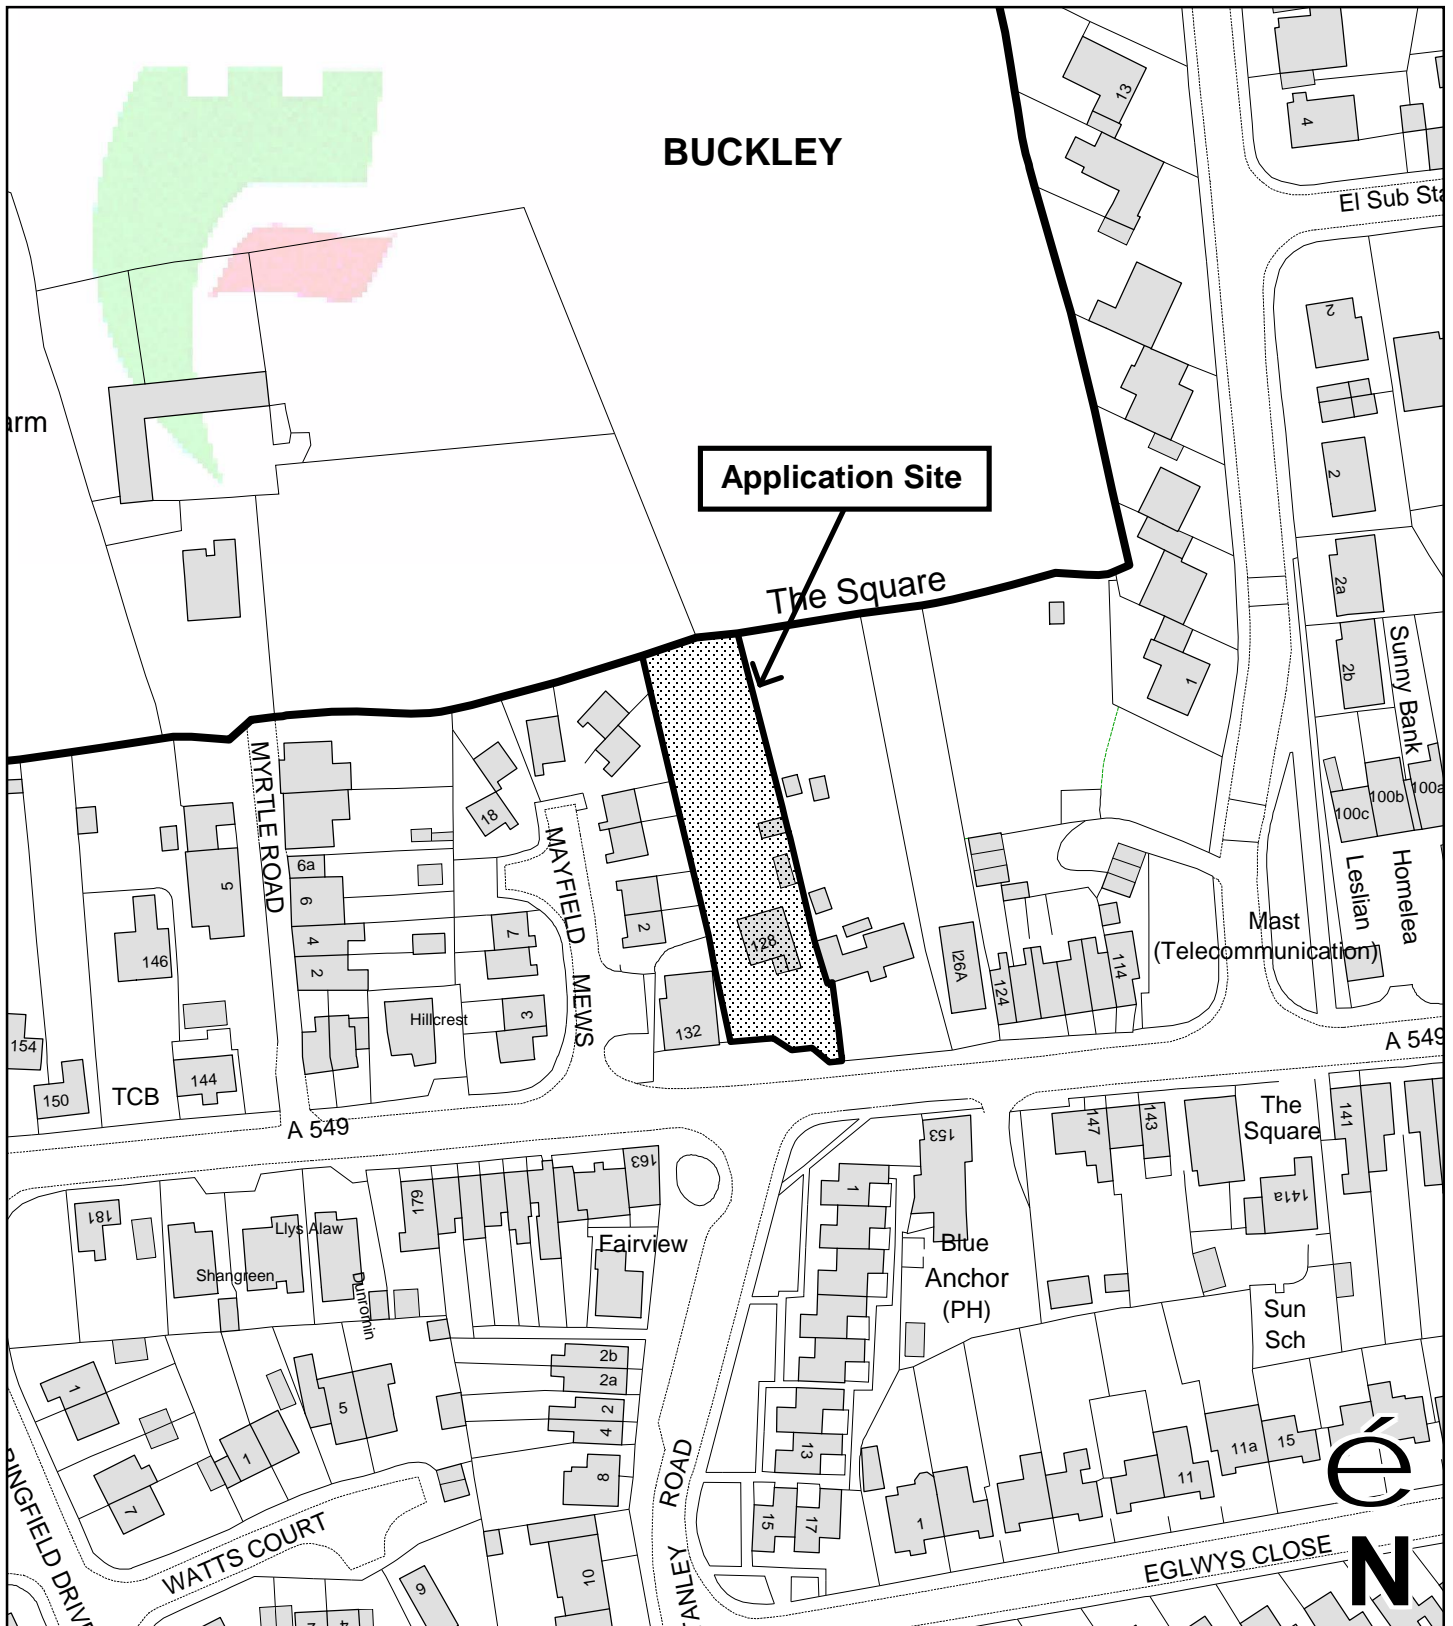 BUCKLEY
13
4
El Sub Sta
2
2
arm
Application Site
The Square
2a
2b
Sunny Bank
1
100c
100b
100a
Leslian
Homelea
MYRTLE ROAD
MAYFIELD MEWS
18
6a
6
4
2
5
7
3
2
146
Hillcrest
128
132
126A
124
114
Mast
(Telecommunication)
154
150
TCB
144
A 549
A 549
153
147
143
The
Square
141
141a
163
179
181
Llys Alaw
Shangreen
Dunromin
Fairview
1
Blue
Anchor
(PH)
Sun
Sch
2b
2a
2
4
8
10
1
5
1
7
13
15
17
1
11
11a
15
6
é
N
RINGFIELD DRIVE
WATTS COURT
TANLEY ROAD
EGLWYS CLOSE